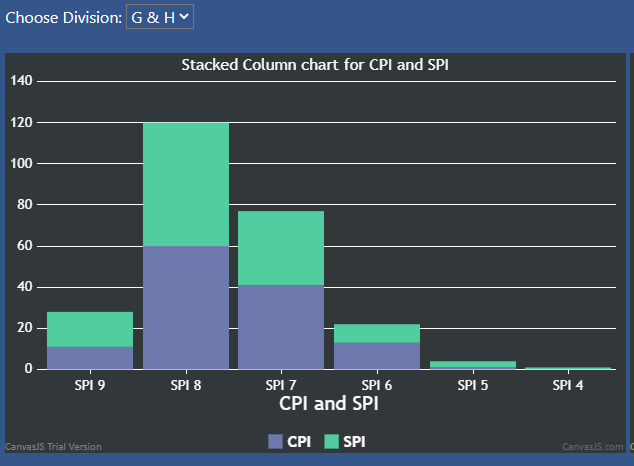 Choose Division: G & H
Stacked Column chart for CPI and SPI
140
120
100
80
60
40
20
0
SPI 9 SPI 8 SPI 7 SPI 6 SPI 5 SPI 4
CPI and SPI
CPI SPI
CanvasJS Trial Version CanvasJS.com